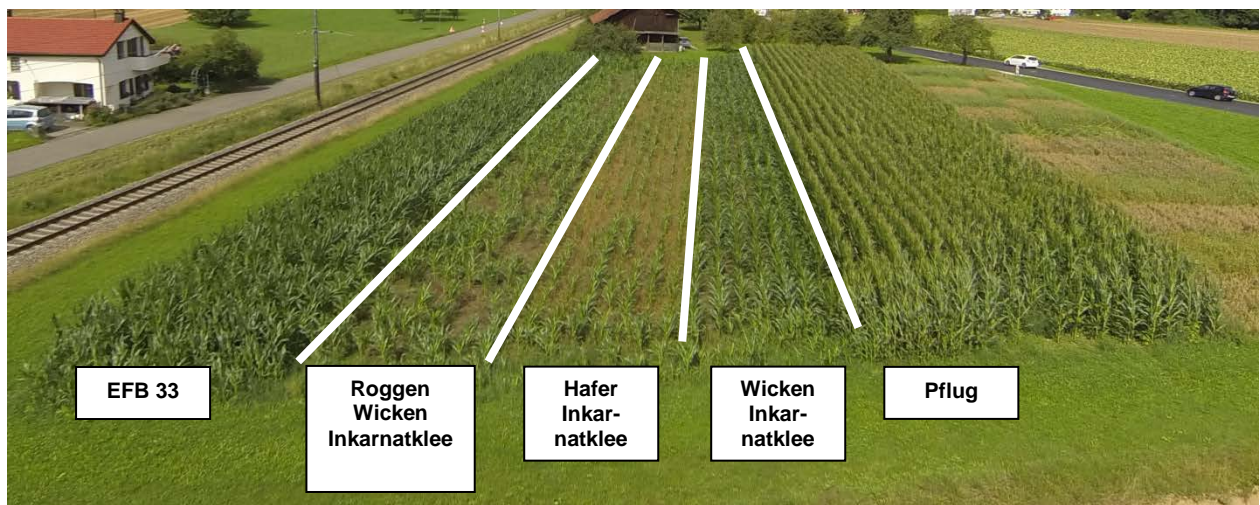 EFB 33
Roggen
Wicken
Inkarnatklee
Hafer
Inkar-
natklee
Wicken
Inkar-
natklee
Pflug